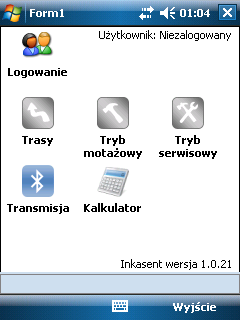 Form1 01:04
Użytkownik: Niezalogowany
Logowanie
Trasy
Tryb motażowy
Tryb serwisowy
Transmisja
Kalkulator
Inkasent wersja 1.0.21
Wyjście